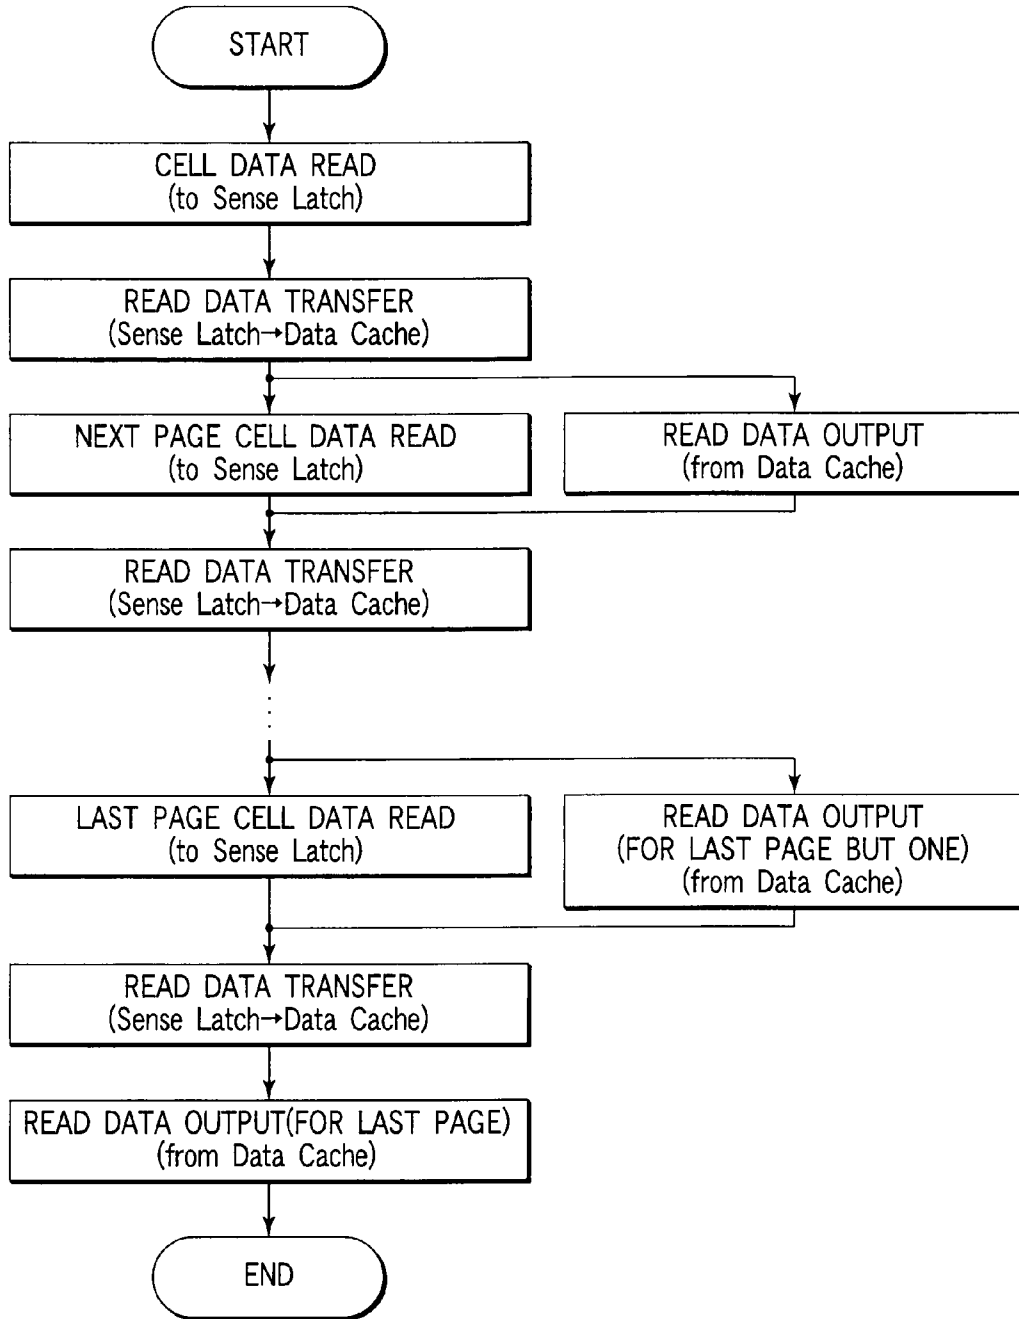 START
CELL DATA READ
(to Sense Latch)
READ DATA TRANSFER
(Sense Latch→Data Cache)
NEXT PAGE CELL DATA READ
(to Sense Latch)
READ DATA OUTPUT
(from Data Cache)
READ DATA TRANSFER
(Sense Latch→Data Cache)
LAST PAGE CELL DATA READ
(to Sense Latch)
READ DATA OUTPUT
(FOR LAST PAGE BUT ONE)
(from Data Cache)
READ DATA TRANSFER
(Sense Latch→Data Cache)
READ DATA OUTPUT(FOR LAST PAGE)
(from Data Cache)
END